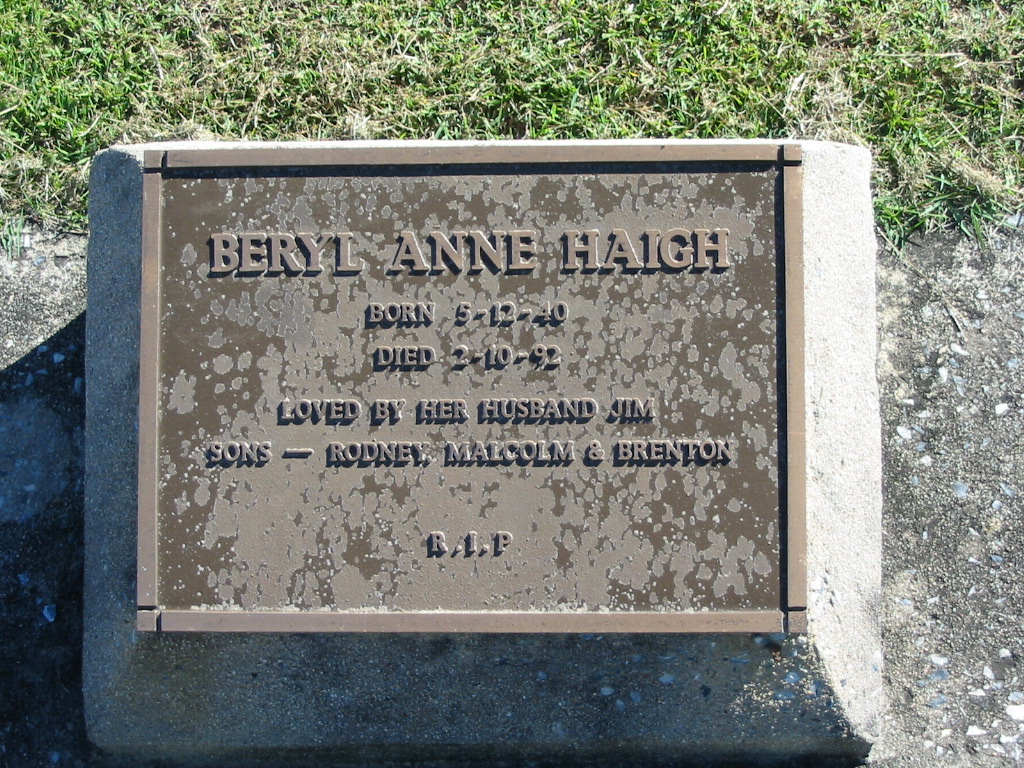 BERYL ANNE HAIGH
BORN 5-12-40
DIED 2-10-92
LOVED BY HER HUSBAND JIM
SONS — RODNEY, MALCOLM & BRENTON
R.I.P